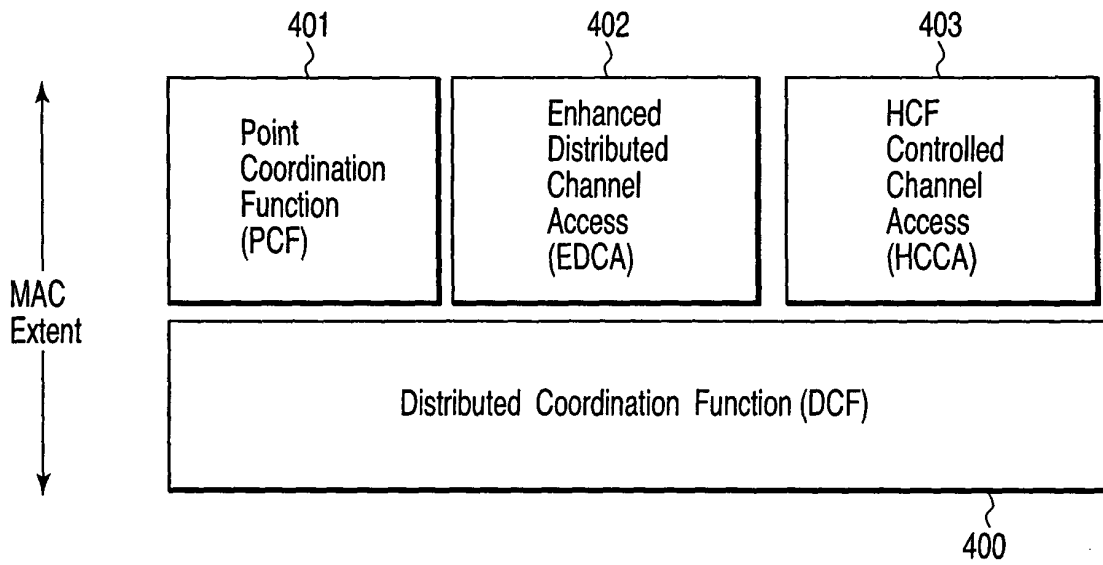 401
402
403
Point
Coordination
Function
(PCF)
Enhanced
Distributed
Channel
Access
(EDCA)
HCF
Controlled
Channel
Access
(HCCA)
MAC
Extent
Distributed Coordination Function (DCF)
400